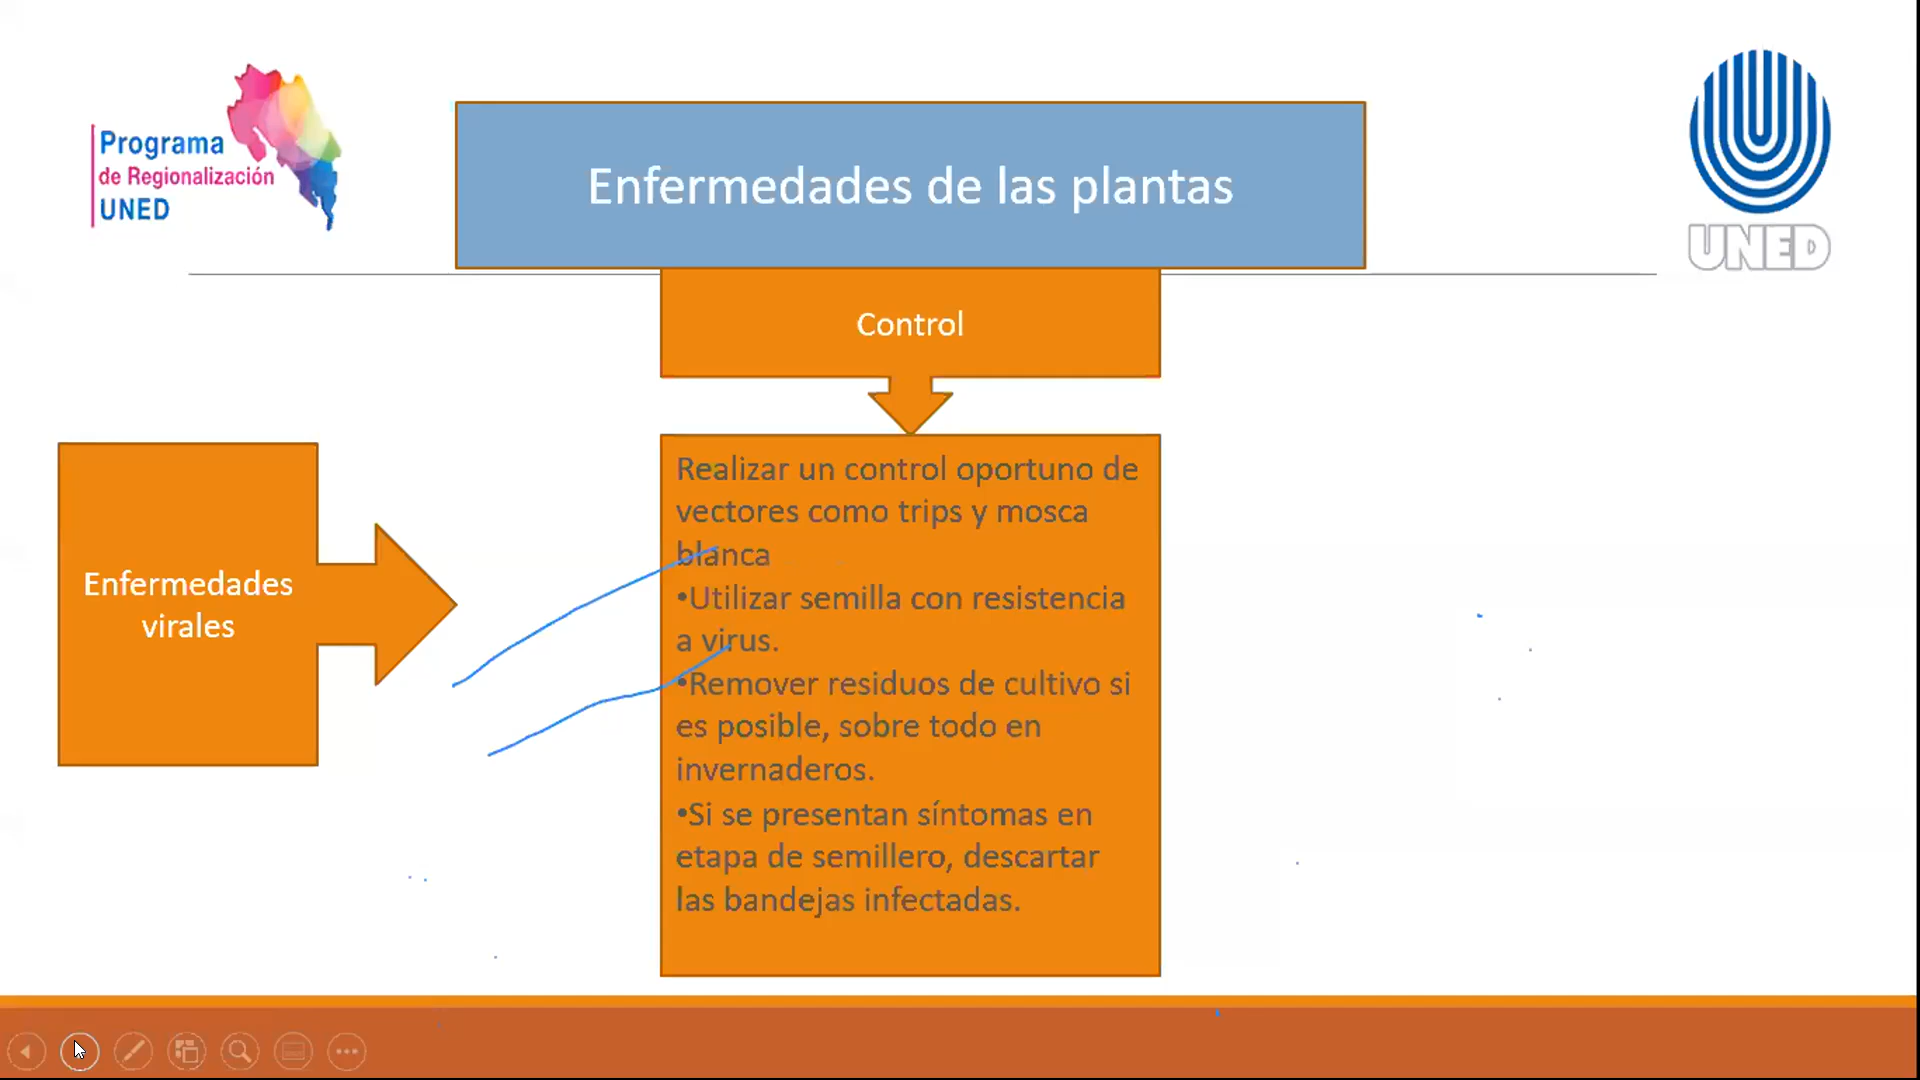 Programa
de Regionalización
UNED
Enfermedades de las plantas
UNED
Control
Enfermedades
virales
Realizar un control oportuno de
vectores como trips y mosca
blanca
•Utilizar semilla con resistencia
a virus.
•Remover residuos de cultivo si
es posible, sobre todo en
invernaderos.
•Si se presentan síntomas en
etapa de semillero, descartar
las bandejas infectadas.